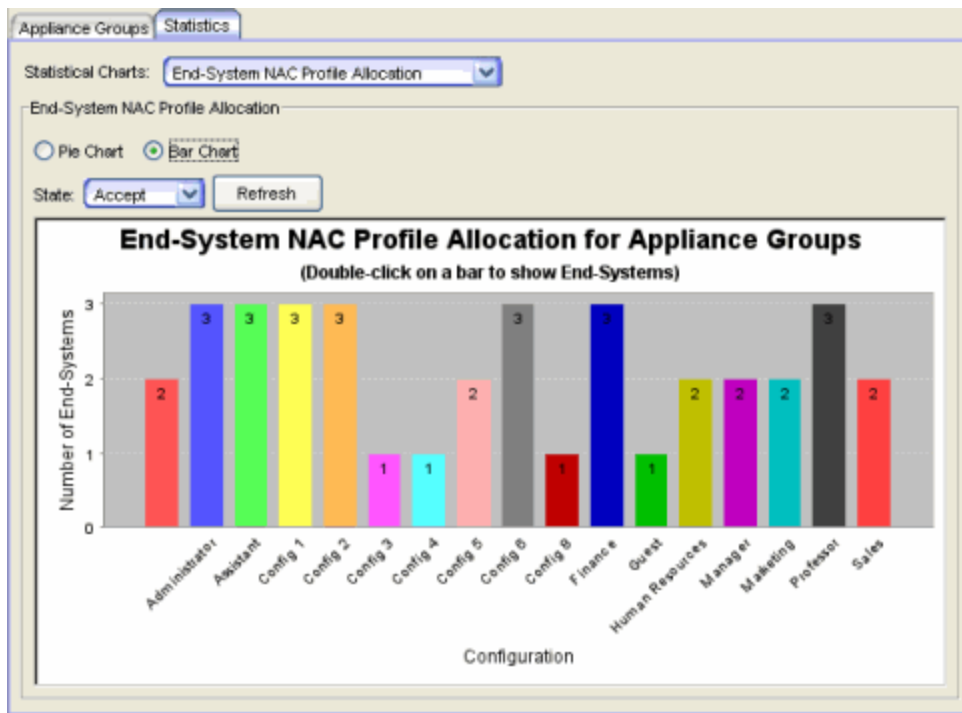 Appliance Groups Statistics
Statistical Charts: End-System NAC Profile Allocation
End-System NAC Profile Allocation
Pie Chart Bar Chart
State: Accept Refresh
End-System NAC Profile Allocation for Appliance Groups
(Double-click on a bar to show End-Systems)
Number of End-Systems
3
2
1
0
2 3 3 3 3 1 1 2 3 1 3 1 2 2 2 3 2
Administrator
Assistant
Config 1
Config 2
Config 3
Config 4
Config 5
Config 6
Config 8
Finance
Guest
Human Resources
Manager
Marketing
Professor
Sales
Configuration